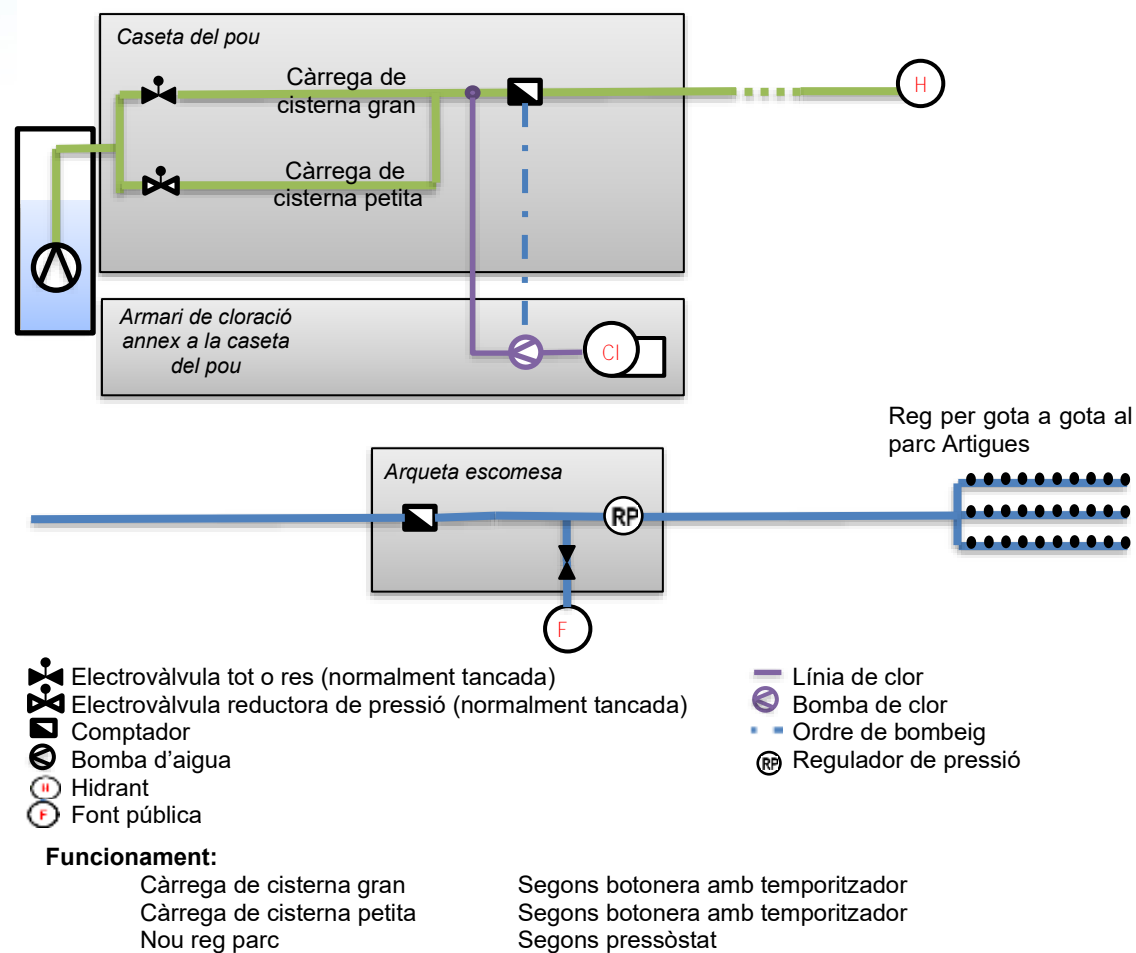 Caseta del pou
Càrrega de
cisterna gran
H
Càrrega de
cisterna petita
Armari de cloració
annex a la caseta
del pou
Cl
Reg per gota a gota al
parc Artigues
Arqueta escomesa
RP
F
Electrovàlvula tot o res (normalment tancada)
Electrovàlvula reductora de pressió (normalment tancada)
Comptador
Bomba d’aigua
H Hidrant
F Font pública
Línia de clor
Bomba de clor
Ordre de bombeig
RP Regulador de pressió
Funcionament:
Càrrega de cisterna gran Segons botonera amb temporitzador
Càrrega de cisterna petita Segons botonera amb temporitzador
Nou reg parc Segons pressòstat